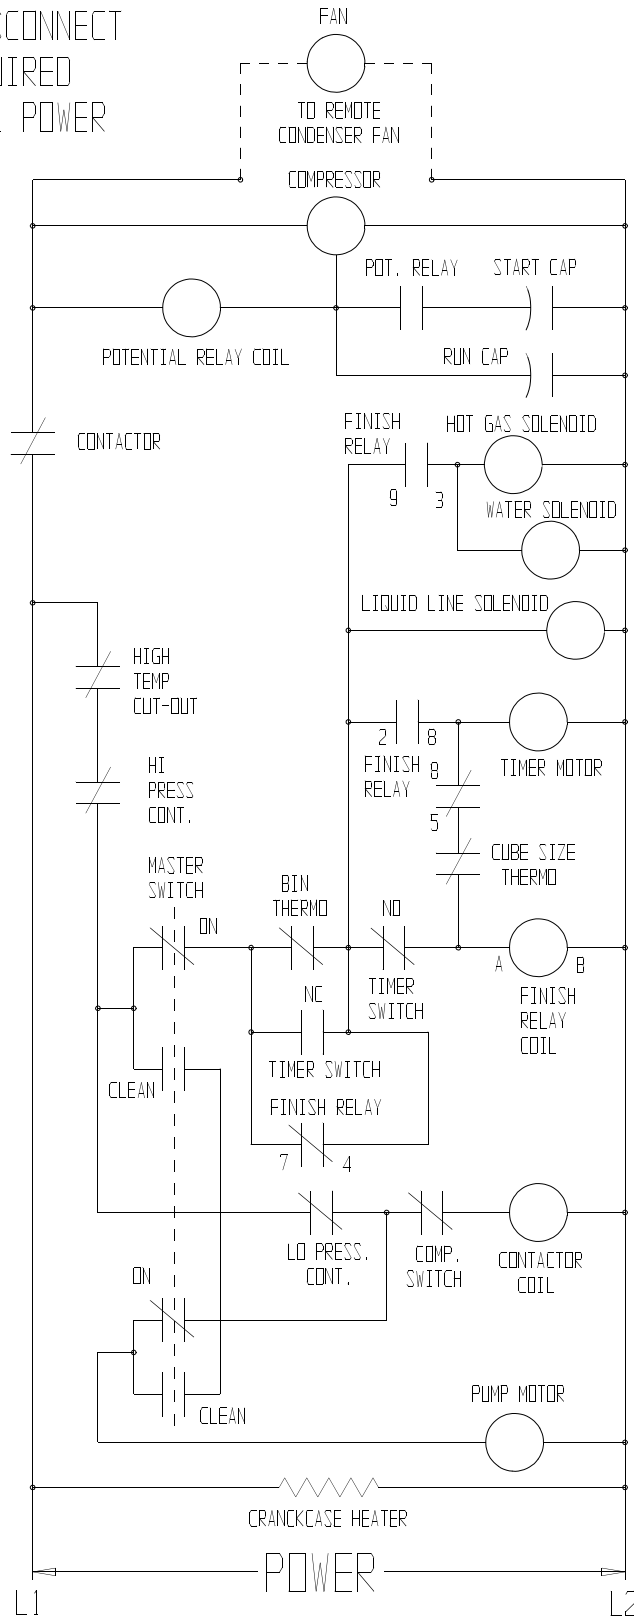 FAN
TO REMOTE
CONDENSER FAN
POWER
COMPRESSOR
POT. RELAY
START CAP
POTENTIAL RELAY COIL
RUN CAP
CONTACTOR
FINISH
RELAY
HOT GAS SOLENOID
9
3
WATER SOLENOID
LIQUID LINE SOLENOID
HIGH
TEMP
CUT-OUT
2
8
FINISH
RELAY
TIMER MOTOR
8
5
HI
PRESS
CONT.
CUBE SIZE
THERMO
MASTER
SWITCH
ON
BIN
THERMO
NO
TIMER
SWITCH
A
B
FINISH
RELAY
COIL
NC
TIMER SWITCH
CLEAN
FINISH RELAY
7
4
LO PRESS.
CONT.
COMP.
SWITCH
CONTACTOR
COIL
ON
CLEAN
PUMP MOTOR
CRANCKCASE HEATER
POWER
L1
L2